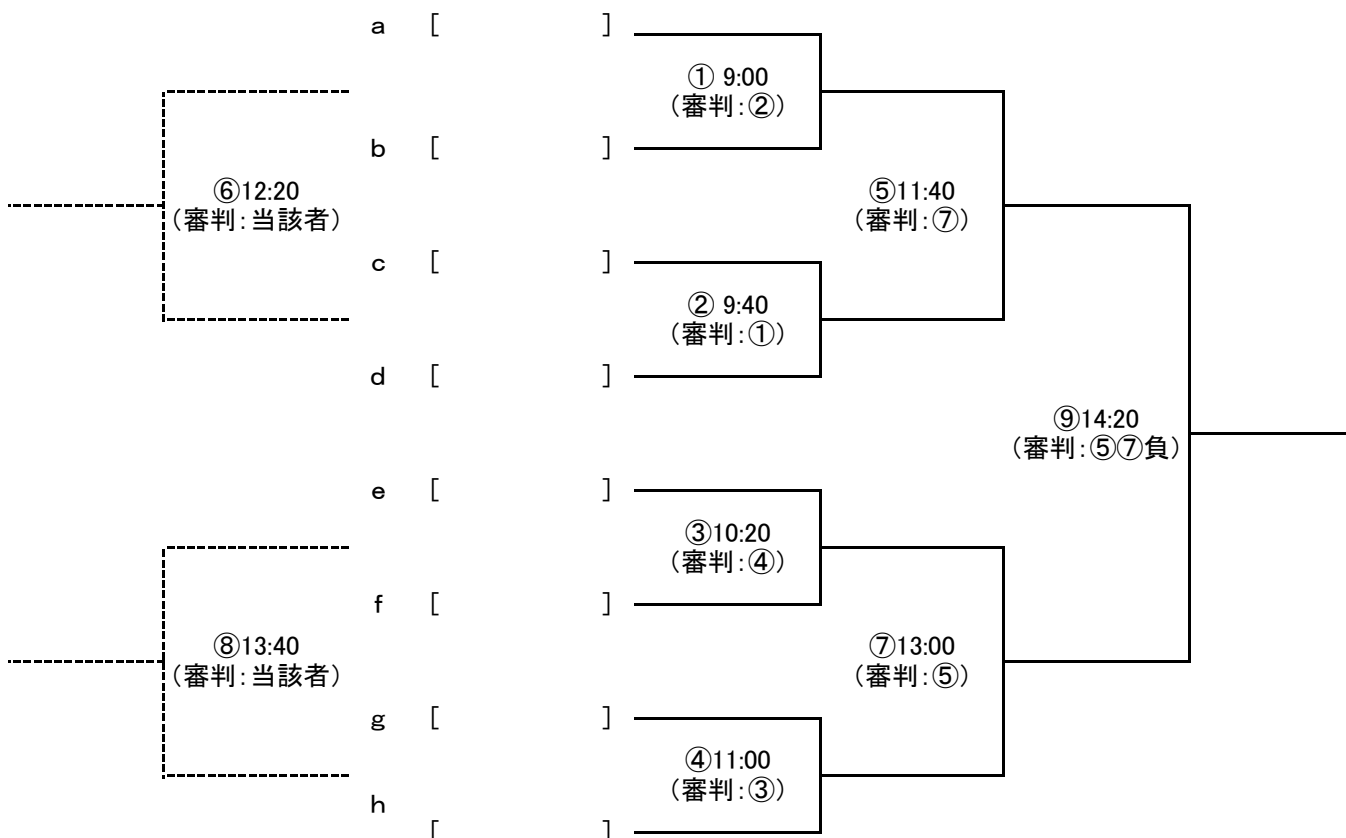 a [ ]
① 9:00
(審判:②)
b [ ]
⑥12:20
(審判:当該者)
⑤11:40
(審判:⑦)
c [ ]
② 9:40
(審判:①)
d [ ]
⑨14:20
(審判:⑤⑦負)
e [ ]
③10:20
(審判:④)
f [ ]
⑧13:40
(審判:当該者)
⑦13:00
(審判:⑤)
g [ ]
④11:00
(審判:③)
h
[ ]